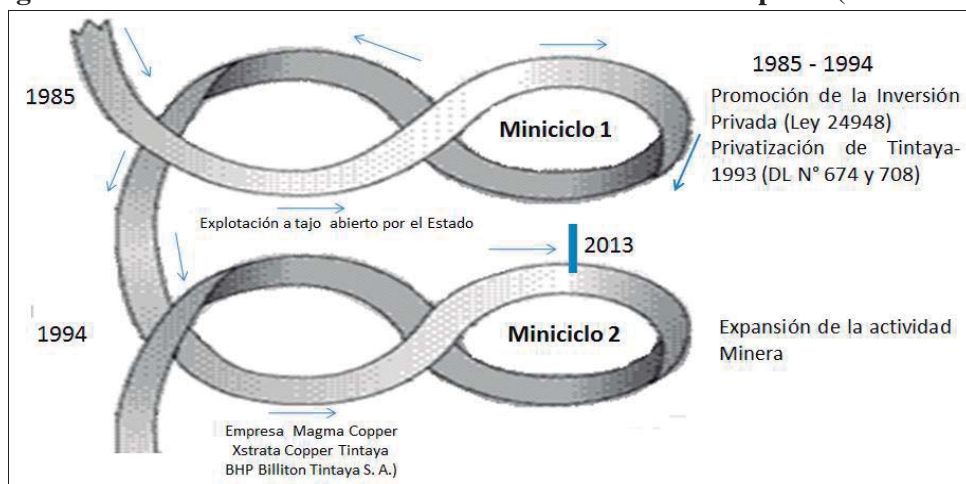 1985
Miniciclo 1
1985 - 1994
Promoción de la Inversión
Privada (Ley 24948)
Privatización de Tintaya-
1993 (DL N° 674 y 708)
Explotación a tajo abierto por el Estado
2013
1994
Miniciclo 2
Expansión de la actividad
Minera
Empresa Magma Copper
Xstrata Copper Tintaya
BHP Billiton Tintaya S. A.)